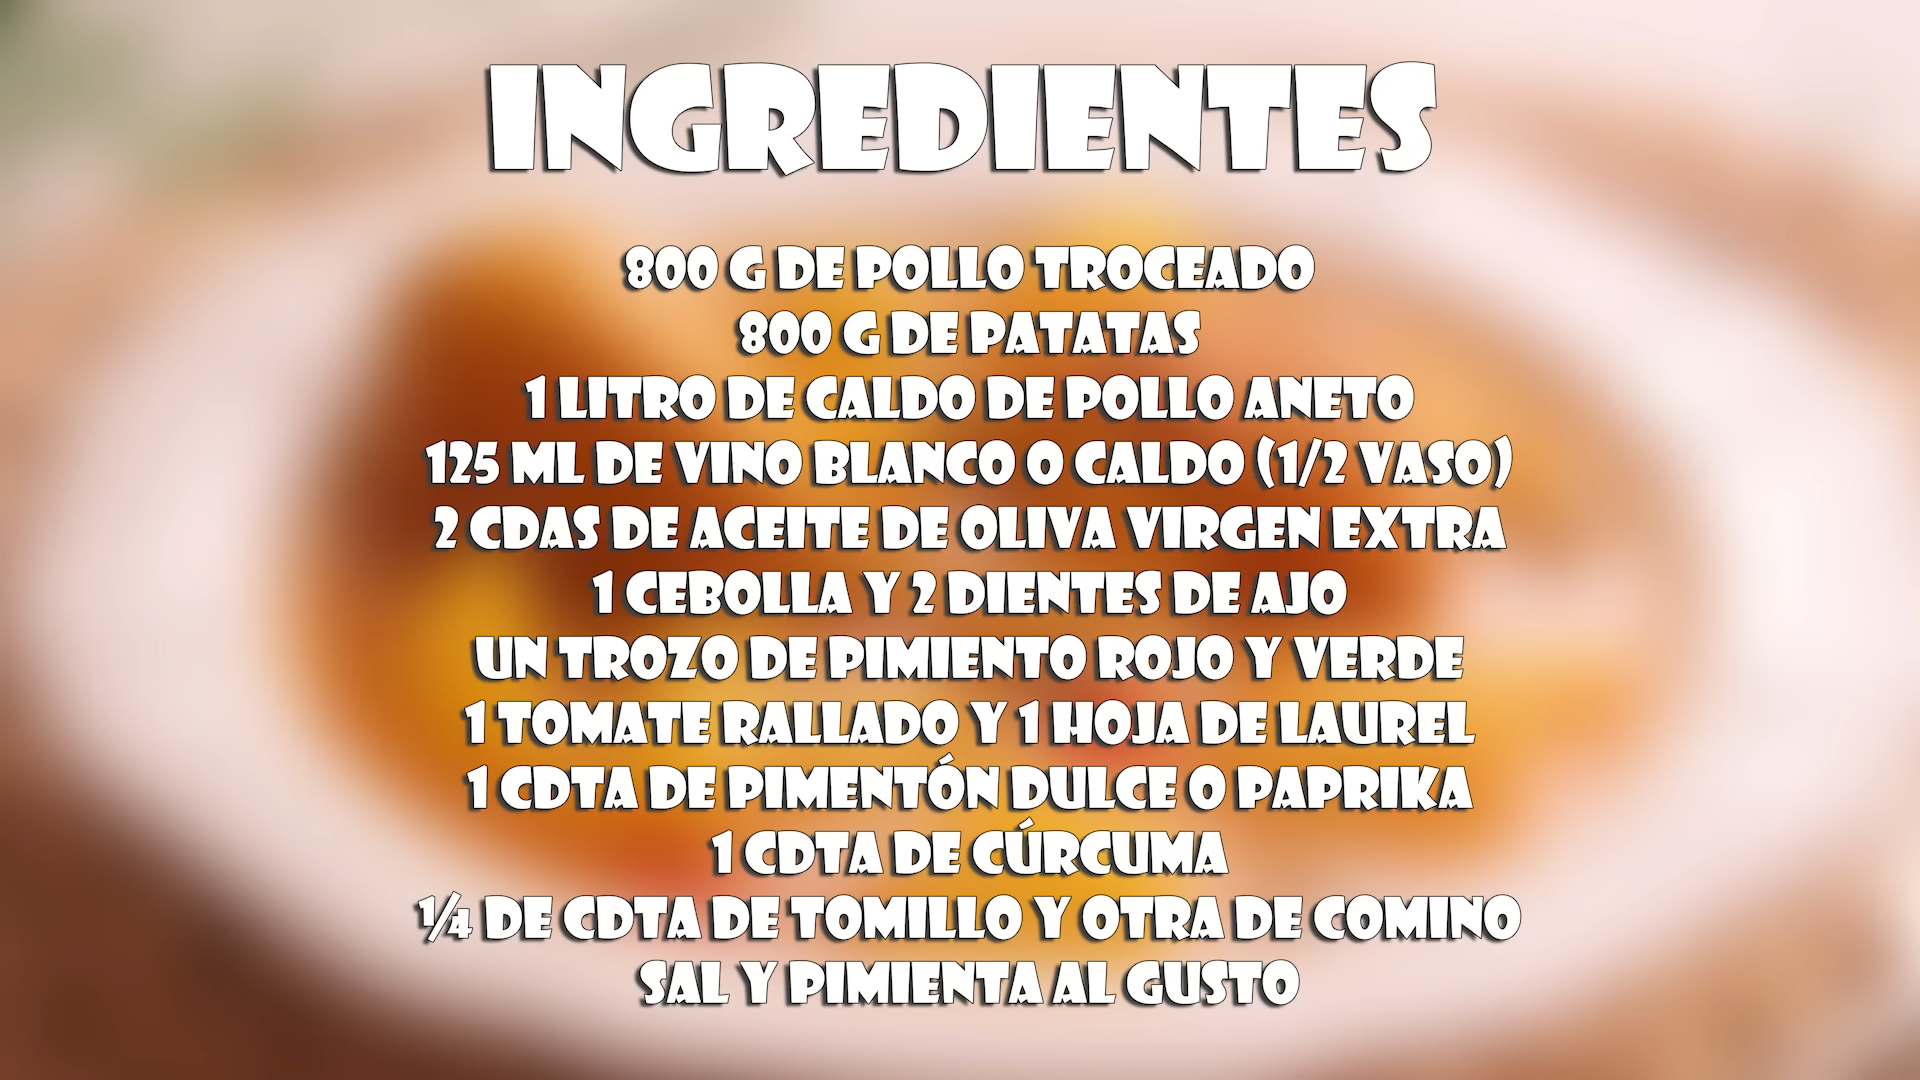 INGREDIENTES
800 G DE POLLO TROCEADO
800 G DE PATATAS
1 LITRO DE CALDO DE POLLO ANETO
125 ML DE VINO BLANCO O CALDO (1/2 VASO)
2 CDAS DE ACEITE DE OLIVA VIRGEN EXTRA
1 CEBOLLA Y 2 DIENTES DE AJO
UN TROZO DE PIMIENTO ROJO Y VERDE
1 TOMATE RALLADO Y 1 HOJA DE LAUREL
1 CDTA DE PIMENTÓN DULCE O PAPRIKA
1 CDTA DE CÚRCUMA
¼ DE CDTA DE TOMILLO Y OTRA DE COMINO
SAL Y PIMIENTA AL GUSTO